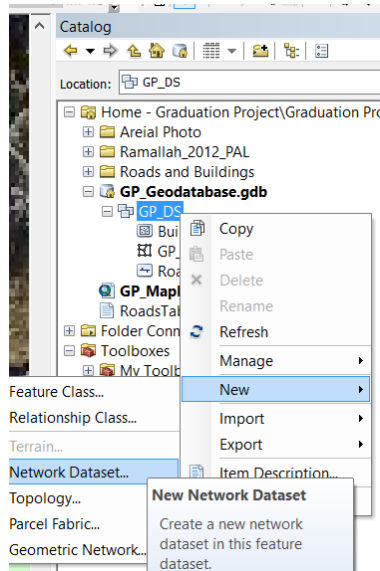 Catalog
Location: GP_DS
Home - Graduation Project\Graduation Pro
Areial Photo
Ramallah_2012_PAL
Roads and Buildings
GP_Geodatabase.gdb
GP_DS
Bui
GP_
Roa
GP_Mapl
RoadsTab
Folder Conn
Toolboxes
My Toolb
Copy
Paste
Delete
Rename
Refresh
Manage
New
Import
Export
Item Description...
Feature Class...
Relationship Class...
Terrain...
Network Dataset...
Topology...
Parcel Fabric...
Geometric Network...
New Network Dataset
Create a new network
dataset in this feature
dataset.